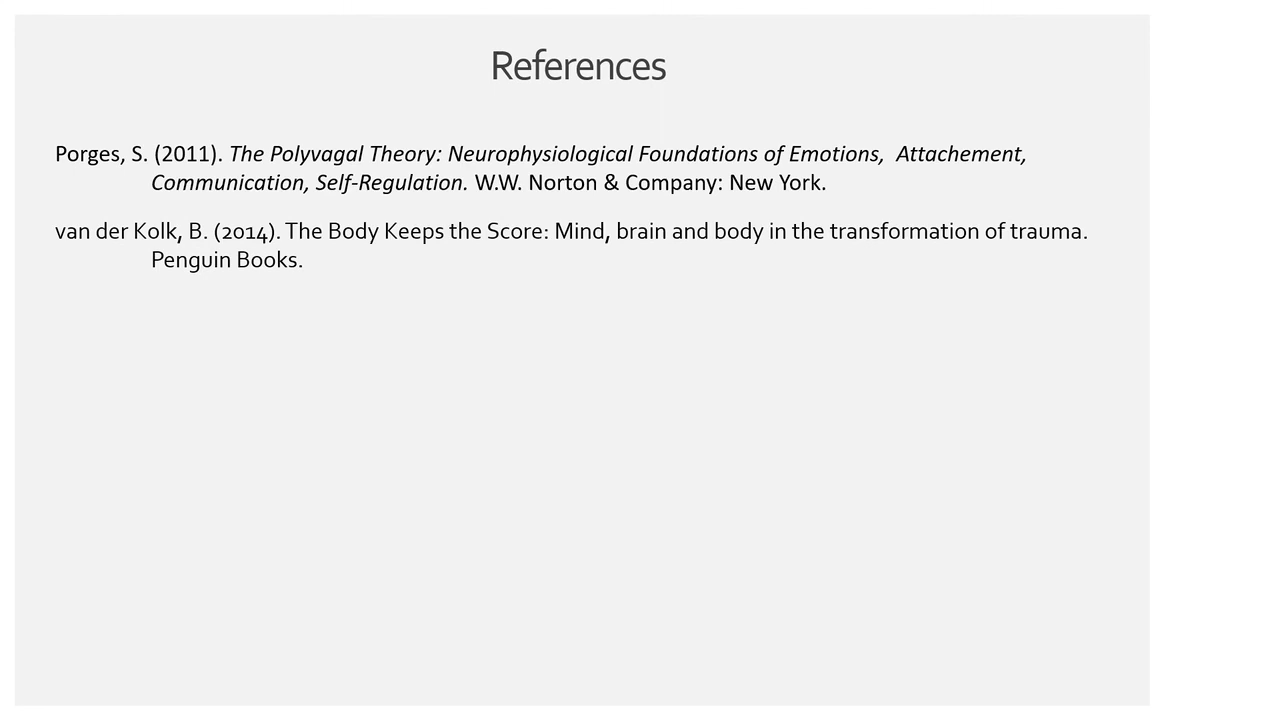 References
Porges, S. (2011). The Polyvagal Theory: Neurophysiological Foundations of Emotions,  Attachement,
Communication, Self-Regulation. W.W. Norton & Company: New York.
van der Kolk, B. (2014). The Body Keeps the Score: Mind, brain and body in the transformation of trauma.
Penguin Books.